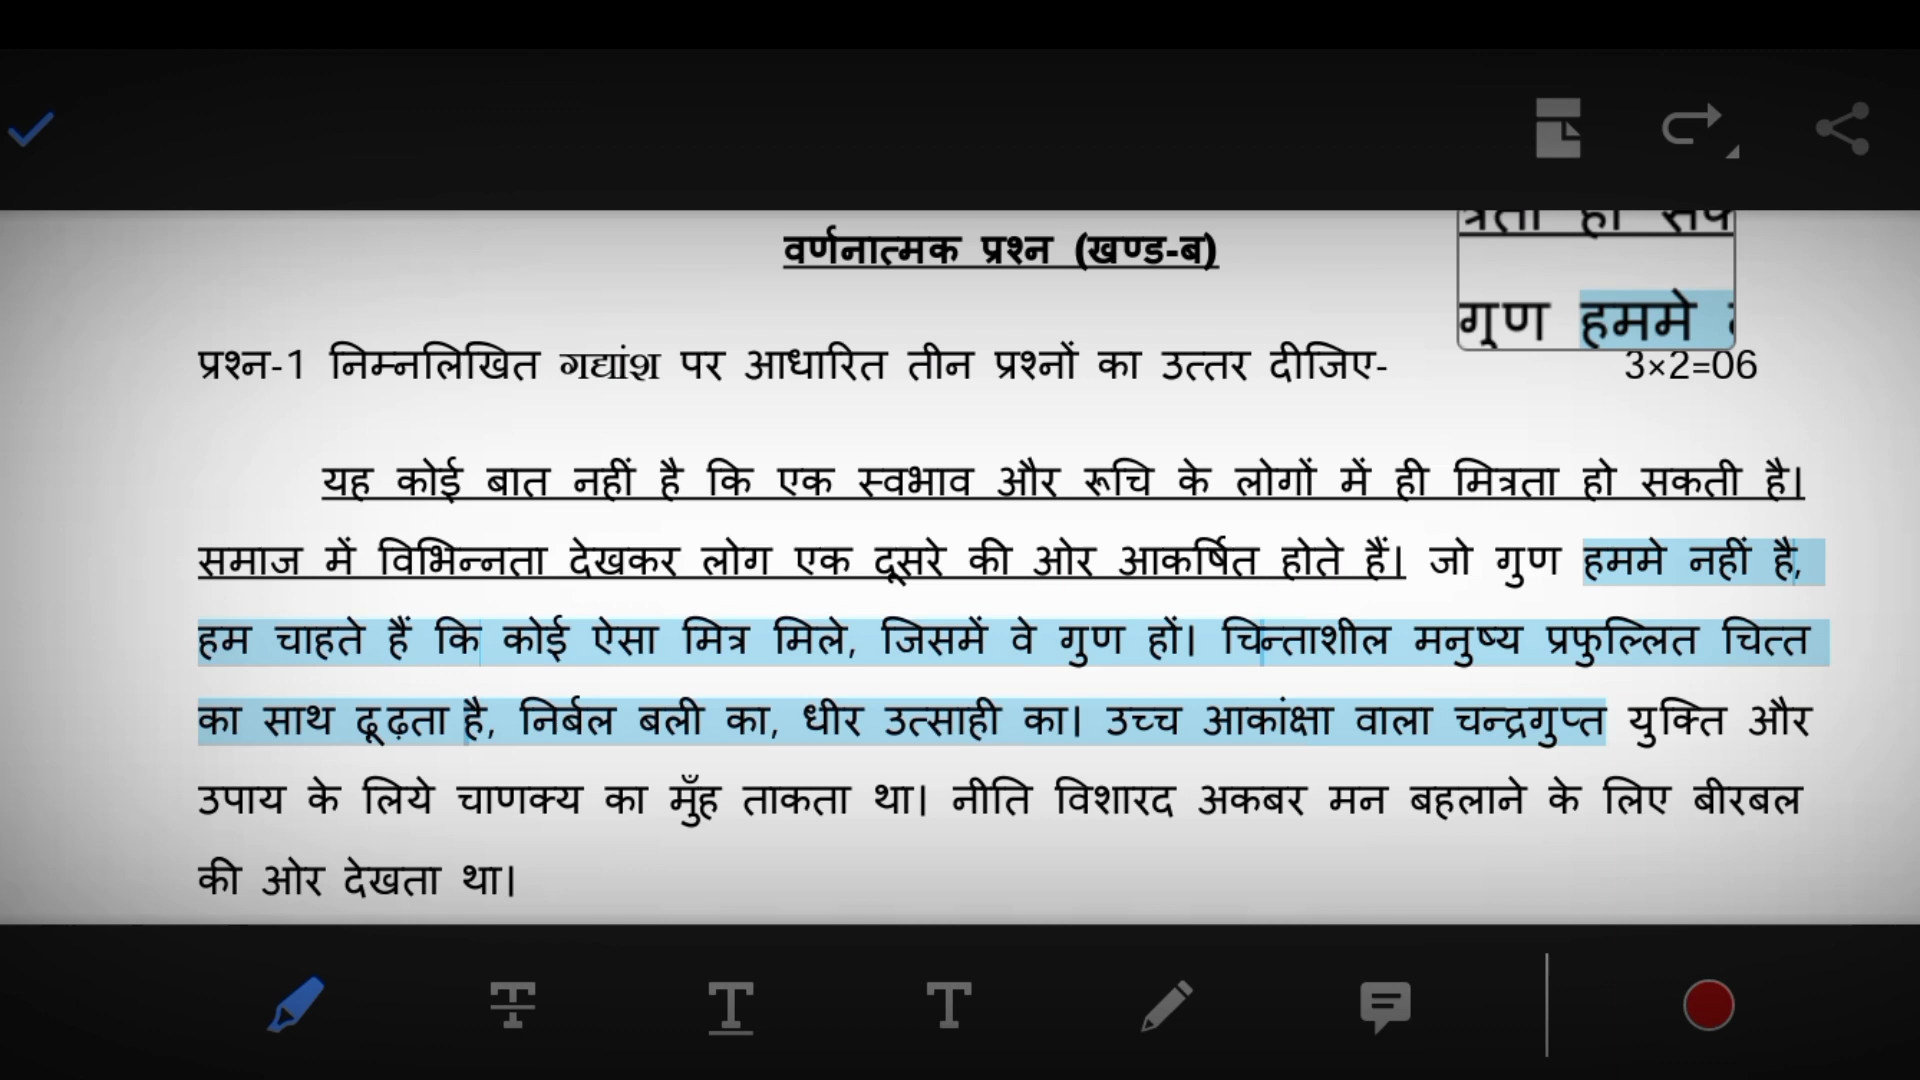 वर्णनात्मक प्रश्न (खण्ड-ब)
गुण हममे
प्रश्न-1 निम्नलिखित गद्यांश पर आधारित तीन प्रश्नों का उत्तर दीजिए- 3×2=06
यह कोई बात नहीं है कि एक स्वभाव और रूचि के लोगों में ही मित्रता हो सकती है।
समाज में विभिन्नता देखकर लोग एक दूसरे की ओर आकर्षित होते हैं। जो गुण हममे नहीं है,
हम चाहते हैं कि कोई ऐसा मित्र मिले, जिसमें वे गुण हों। चिन्ताशील मनुष्य प्रफुल्लित चित्त
का साथ ढूढ़ता है, निर्बल बली का, धीर उत्साही का। उच्च आकांक्षा वाला चन्द्रगुप्त युक्ति और
उपाय के लिये चाणक्य का मुँह ताकता था। नीति विशारद अकबर मन बहलाने के लिए बीरबल
की ओर देखता था।